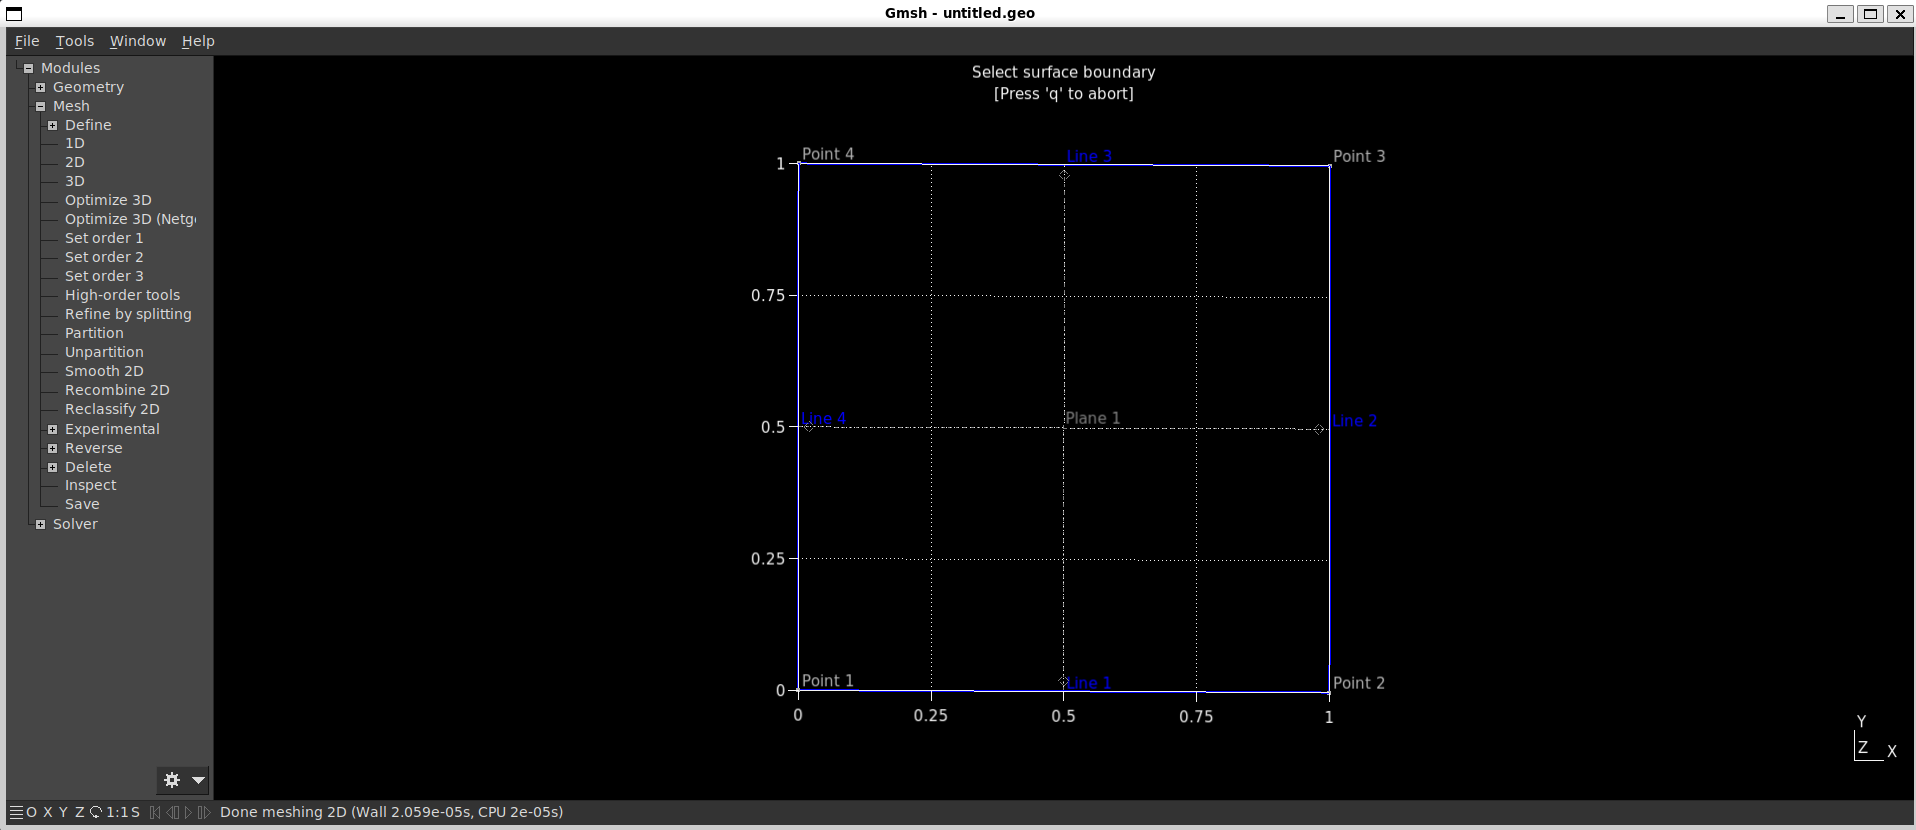 Gmsh - untitled.geo
File Tools Window Help
Modules
Geometry
Mesh
Define
1D
2D
3D
Optimize 3D
Optimize 3D (Netg
Set order 1
Set order 2
Set order 3
High-order tools
Refine by splitting
Partition
Unpartition
Smooth 2D
Recombine 2D
Reclassify 2D
Experimental
Reverse
Delete
Inspect
Save
Solver
Select surface boundary
[Press 'q' to abort]
Point 4 Line 3 Point 3
1
0.75
0.5 Line 4 Plane 1 Line 2
0.25
0 Point 1 Line 1 Point 2
0 0.25 0.5 0.75 1
Y
Z X
O X Y Z 1:1 S Done meshing 2D (Wall 2.059e-05s, CPU 2e-05s)